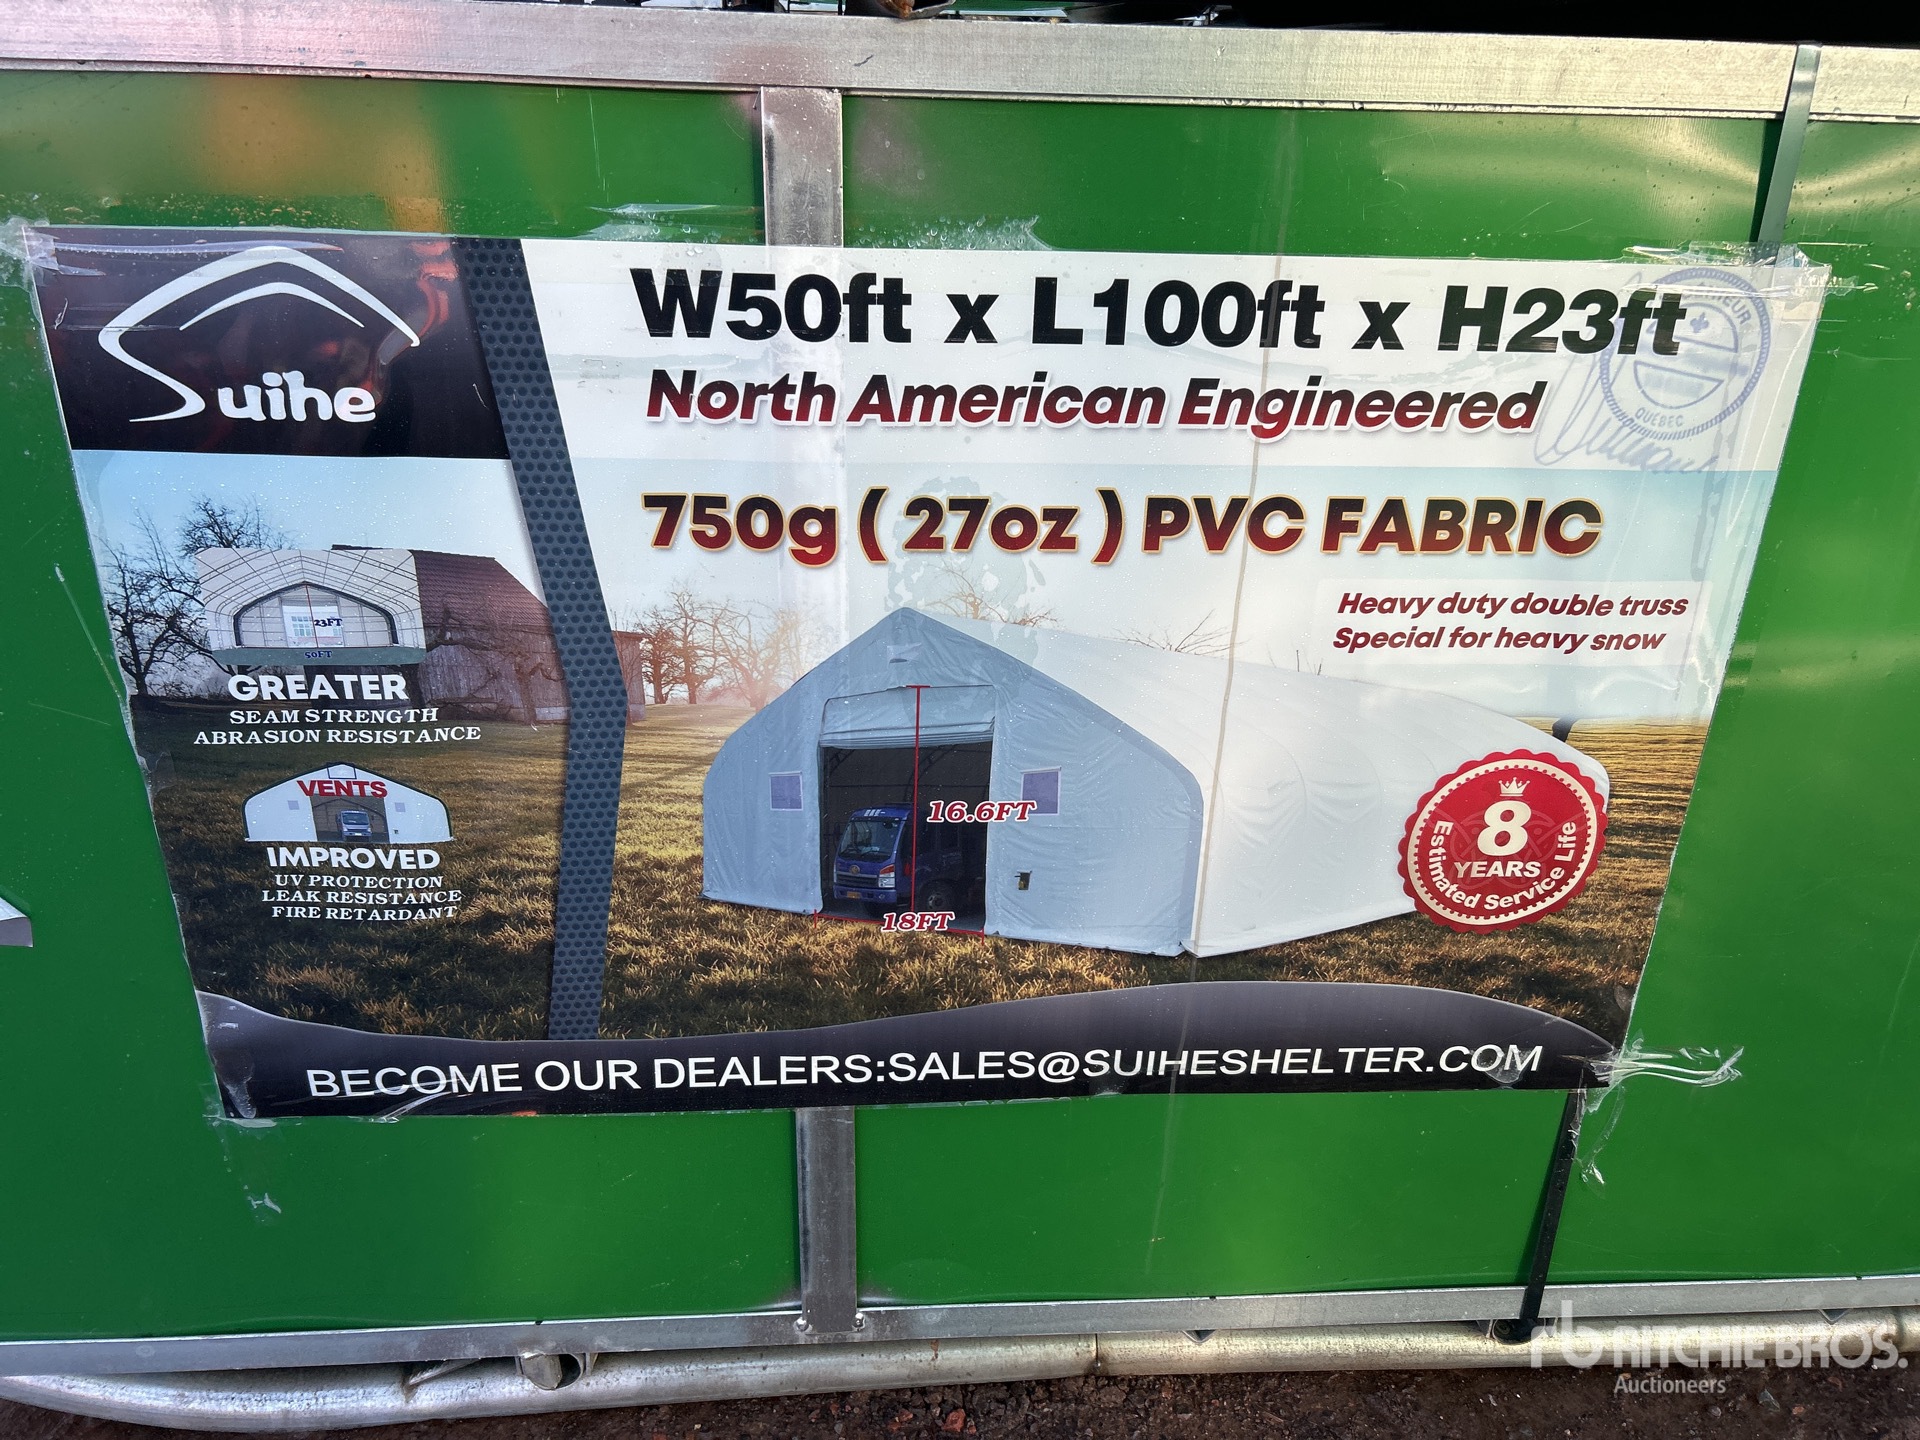 Suihe
W50ft x L100ft x H23ft
North American Engineered
QUÉBEC
750g ( 27oz ) PVC FABRIC
Heavy duty double truss
Special for heavy snow
23FT
50FT
GREATER
SEAM STRENGTH
ABRASION RESISTANCE
VENTS
IMPROVED
UV PROTECTION
LEAK RESISTANCE
FIRE RETARDANT
16.6FT
18FT
8
YEARS
Estimated Service Life
BECOME OUR DEALERS:SALES@SUIHESHELTER.COM
rb RITCHIE BROS.
Auctioneers